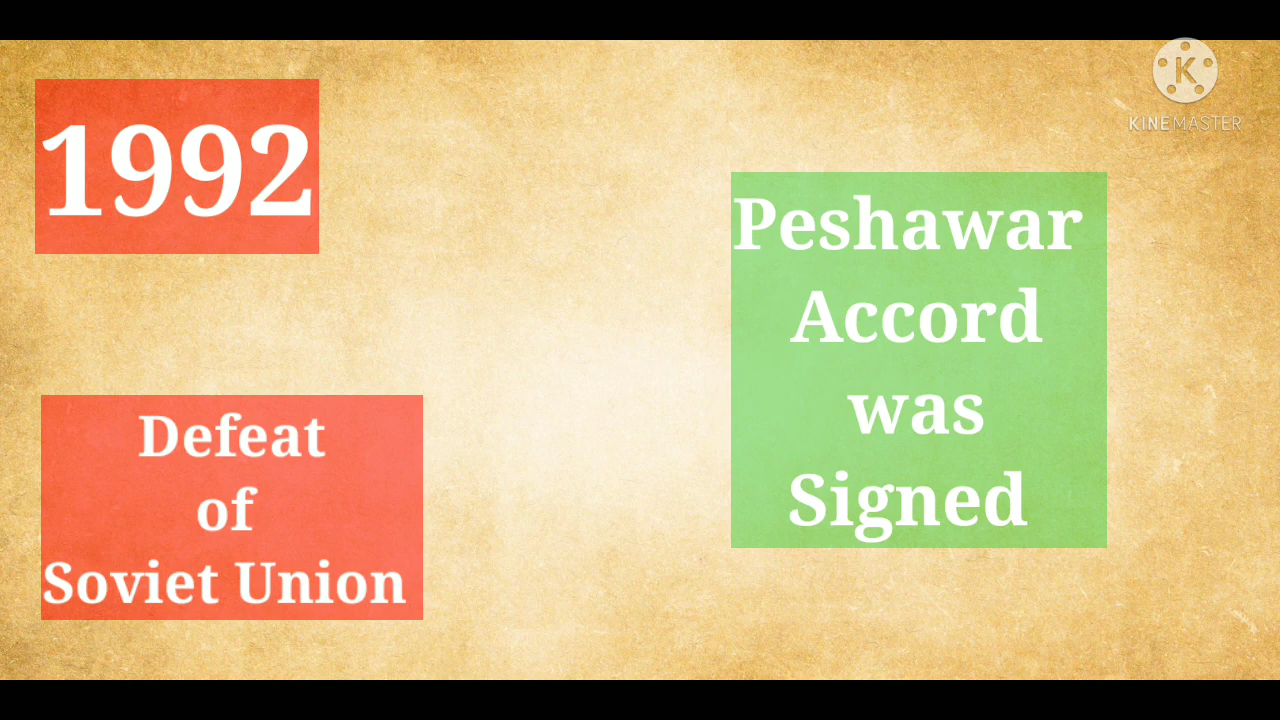 1992
KINEMASTER
Peshawar
Accord
was
Signed
Defeat
of
Soviet Union